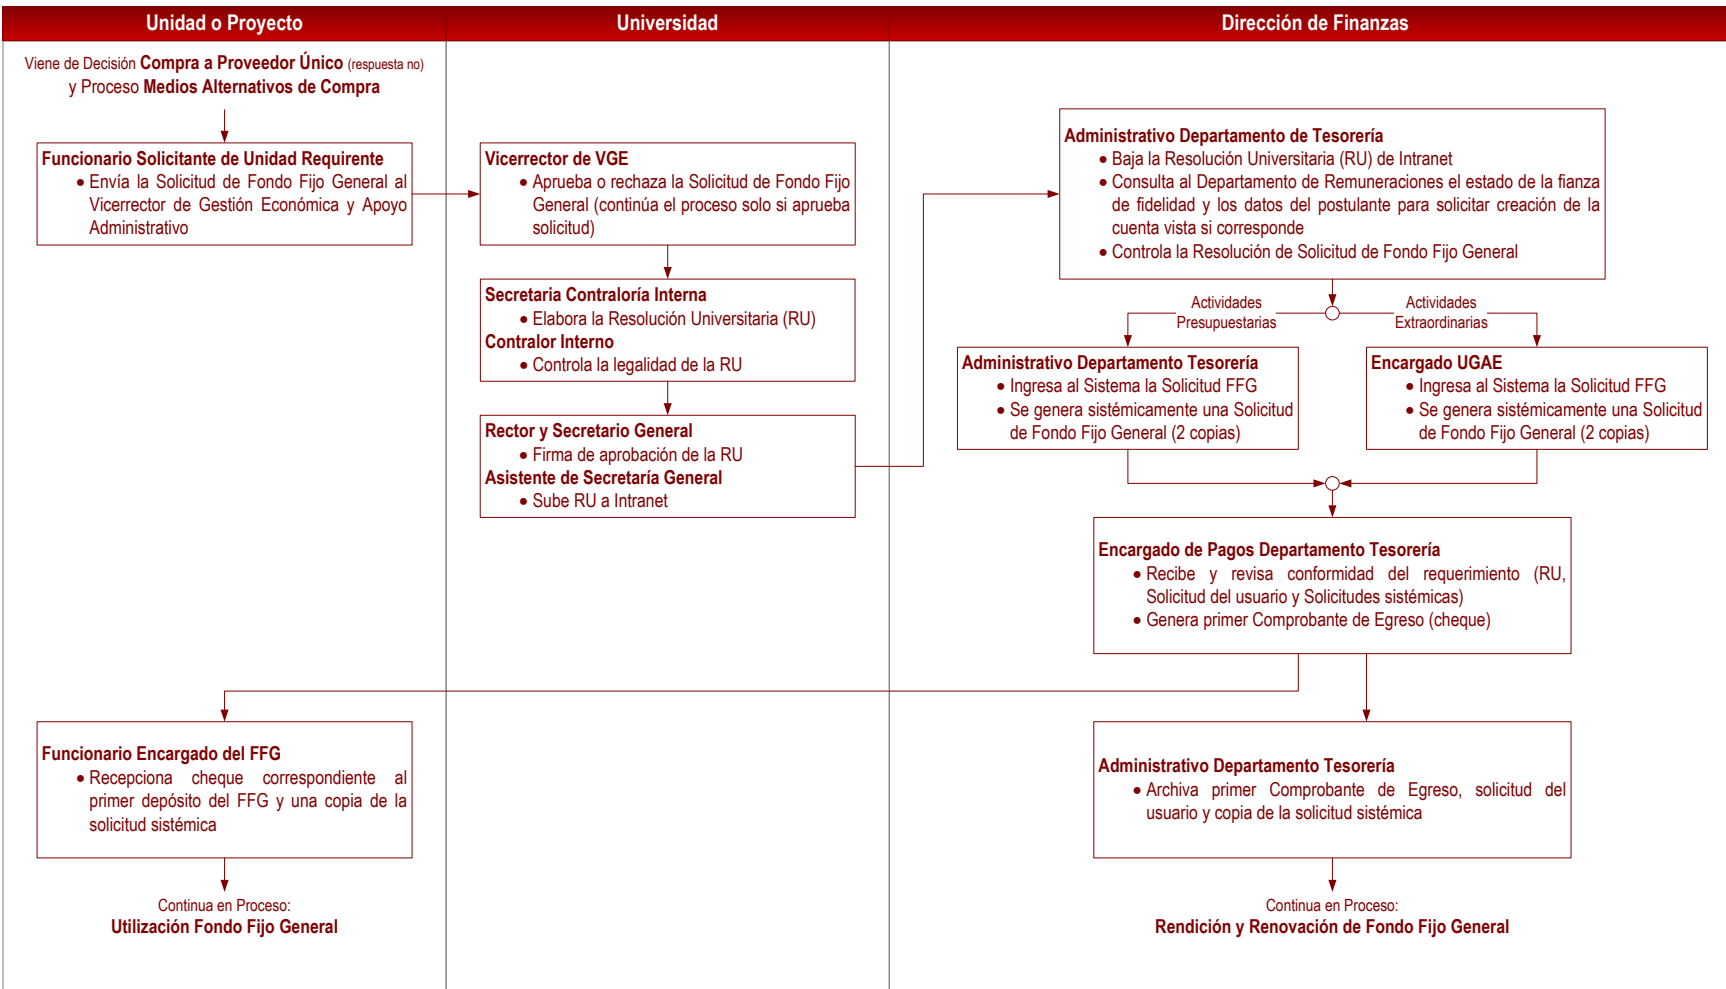 Unidad o Proyecto
Universidad
Dirección de Finanzas
Viene de Decisión Compra a Proveedor Único (respuesta no)
y Proceso Medios Alternativos de Compra
Funcionario Solicitante de Unidad Requirente
• Envía la Solicitud de Fondo Fijo General al
Vicerrector de Gestión Económica y Apoyo
Administrativo
Vicerrector de VGE
• Aprueba o rechaza la Solicitud de Fondo Fijo
General (continúa el proceso solo si aprueba
solicitud)
Secretaria Contraloría Interna
• Elabora la Resolución Universitaria (RU)
Contralor Interno
• Controla la legalidad de la RU
Rector y Secretario General
• Firma de aprobación de la RU
Asistente de Secretaría General
• Sube RU a Intranet
Administrativo Departamento de Tesorería
• Baja la Resolución Universitaria (RU) de Intranet
• Consulta al Departamento de Remuneraciones el estado de la fianza
de fidelidad y los datos del postulante para solicitar creación de la
cuenta vista si corresponde
• Controla la Resolución de Solicitud de Fondo Fijo General
Actividades
Presupuestarias
Actividades
Extraordinarias
Administrativo Departamento Tesorería
• Ingresa al Sistema la Solicitud FFG
• Se genera sistémicamente una Solicitud
de Fondo Fijo General (2 copias)
Encargado UGAE
• Ingresa al Sistema la Solicitud FFG
• Se genera sistémicamente una Solicitud
de Fondo Fijo General (2 copias)
Encargado de Pagos Departamento Tesorería
• Recibe y revisa conformidad del requerimiento (RU,
Solicitud del usuario y Solicitudes sistémicas)
• Genera primer Comprobante de Egreso (cheque)
Funcionario Encargado del FFG
• Recepciona cheque correspondiente al
primer depósito del FFG y una copia de la
solicitud sistémica
Administrativo Departamento Tesorería
• Archiva primer Comprobante de Egreso, solicitud del
usuario y copia de la solicitud sistémica
Continua en Proceso:
Utilización Fondo Fijo General
Continua en Proceso:
Rendición y Renovación de Fondo Fijo General